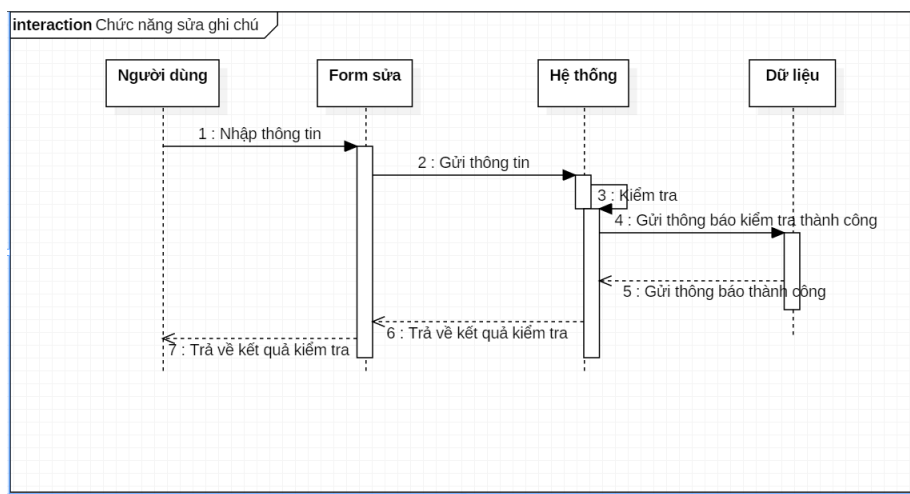 interaction Chức năng sửa ghi chú
Người dùng
Form sửa
Hệ thống
Dữ liệu
1 : Nhập thông tin
2 : Gửi thông tin
3 : Kiểm tra
4 : Gửi thông báo kiểm tra thành công
5 : Gửi thông báo thành công
6 : Trả về kết quả kiểm tra
7 : Trả về kết quả kiểm tra